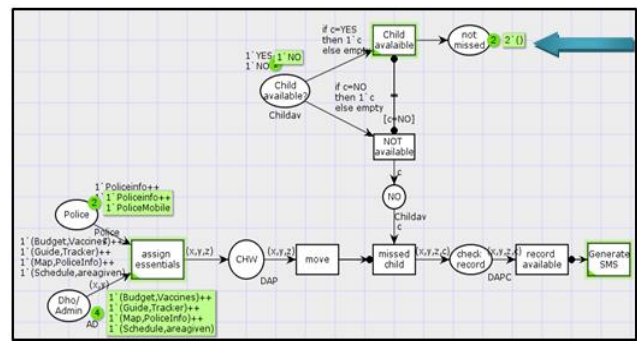 if c=YES
then 1`c
else empty
Child
avalaible
not
missed
2
2`()
1`YES
1`NO
1`NO
Child
available?
Childav
if c=NO
then 1`c
else empty
[c=NO]
NOT
available
c
NO
Childav
c
1`Policeinfo++
2
1`Policeinfo++
1`PoliceMobile
Police
Police
1`(Budget,Vaccines)++
1`(Guide,Tracker)++
1`(Map,PoliceInfo)++
1`(Schedule,areagiven)
(x,y)
assign
essentials
(x,y,z)
CHW
DAP
(x,y,z)
move
missed
child
(x,y,z,c)
check
record
DAPC
(x,y,z,c)
record
available
Generate
SMS
Dho/
Admin
AD
4
1`(Budget,Vaccines)++
1`(Guide,Tracker)++
1`(Map,PoliceInfo)++
1`(Schedule,areagiven)